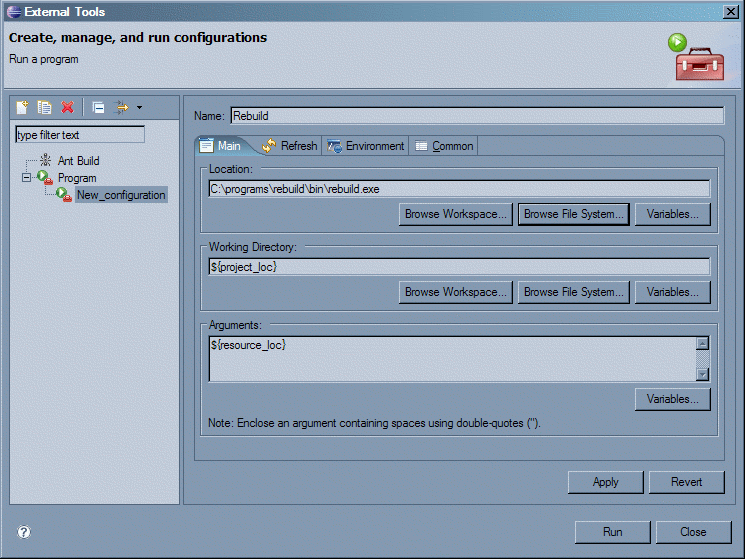 External Tools
Create, manage, and run configurations
Run a program
type filter text
Ant Build
Program
New_configuration
Name: Rebuild
Main Refresh Environment Common
Location:
C:\programs\rebuild\bin\rebuild.exe
Browse Workspace... Browse File System... Variables...
Working Directory:
${project_loc}
Browse Workspace... Browse File System... Variables...
Arguments:
${resource_loc}
Variables...
Note: Enclose an argument containing spaces using double-quotes (").
Apply Revert
? Run Close